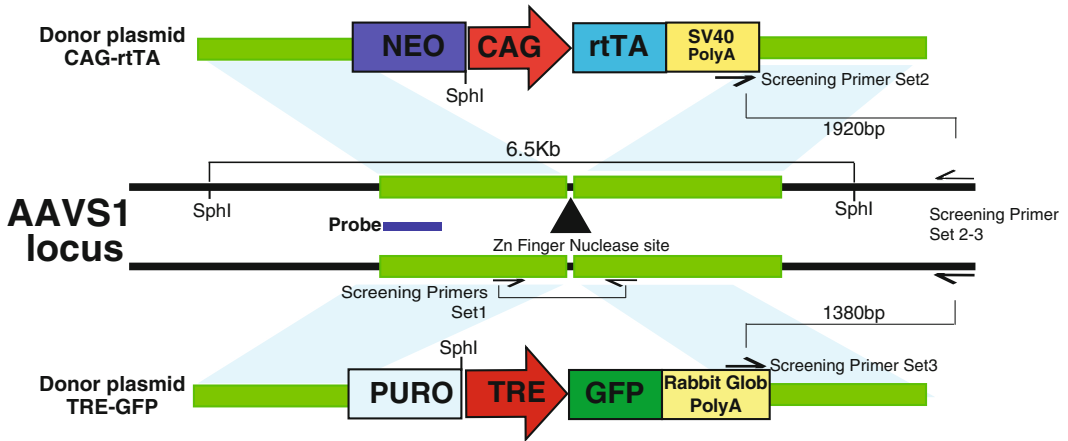 Donor plasmid
CAG-rtTA
NEO
CAG
rtTA
SV40
PolyA
SphI
Screening Primer Set2
1920bp
6.5Kb
AAVS1
locus
SphI
SphI
Probe
Zn Finger Nuclease site
Screening Primer
Set 2-3
Screening Primers
Set1
1380bp
SphI
Screening Primer Set3
Donor plasmid
TRE-GFP
PURO
TRE
GFP
Rabbit Glob
PolyA